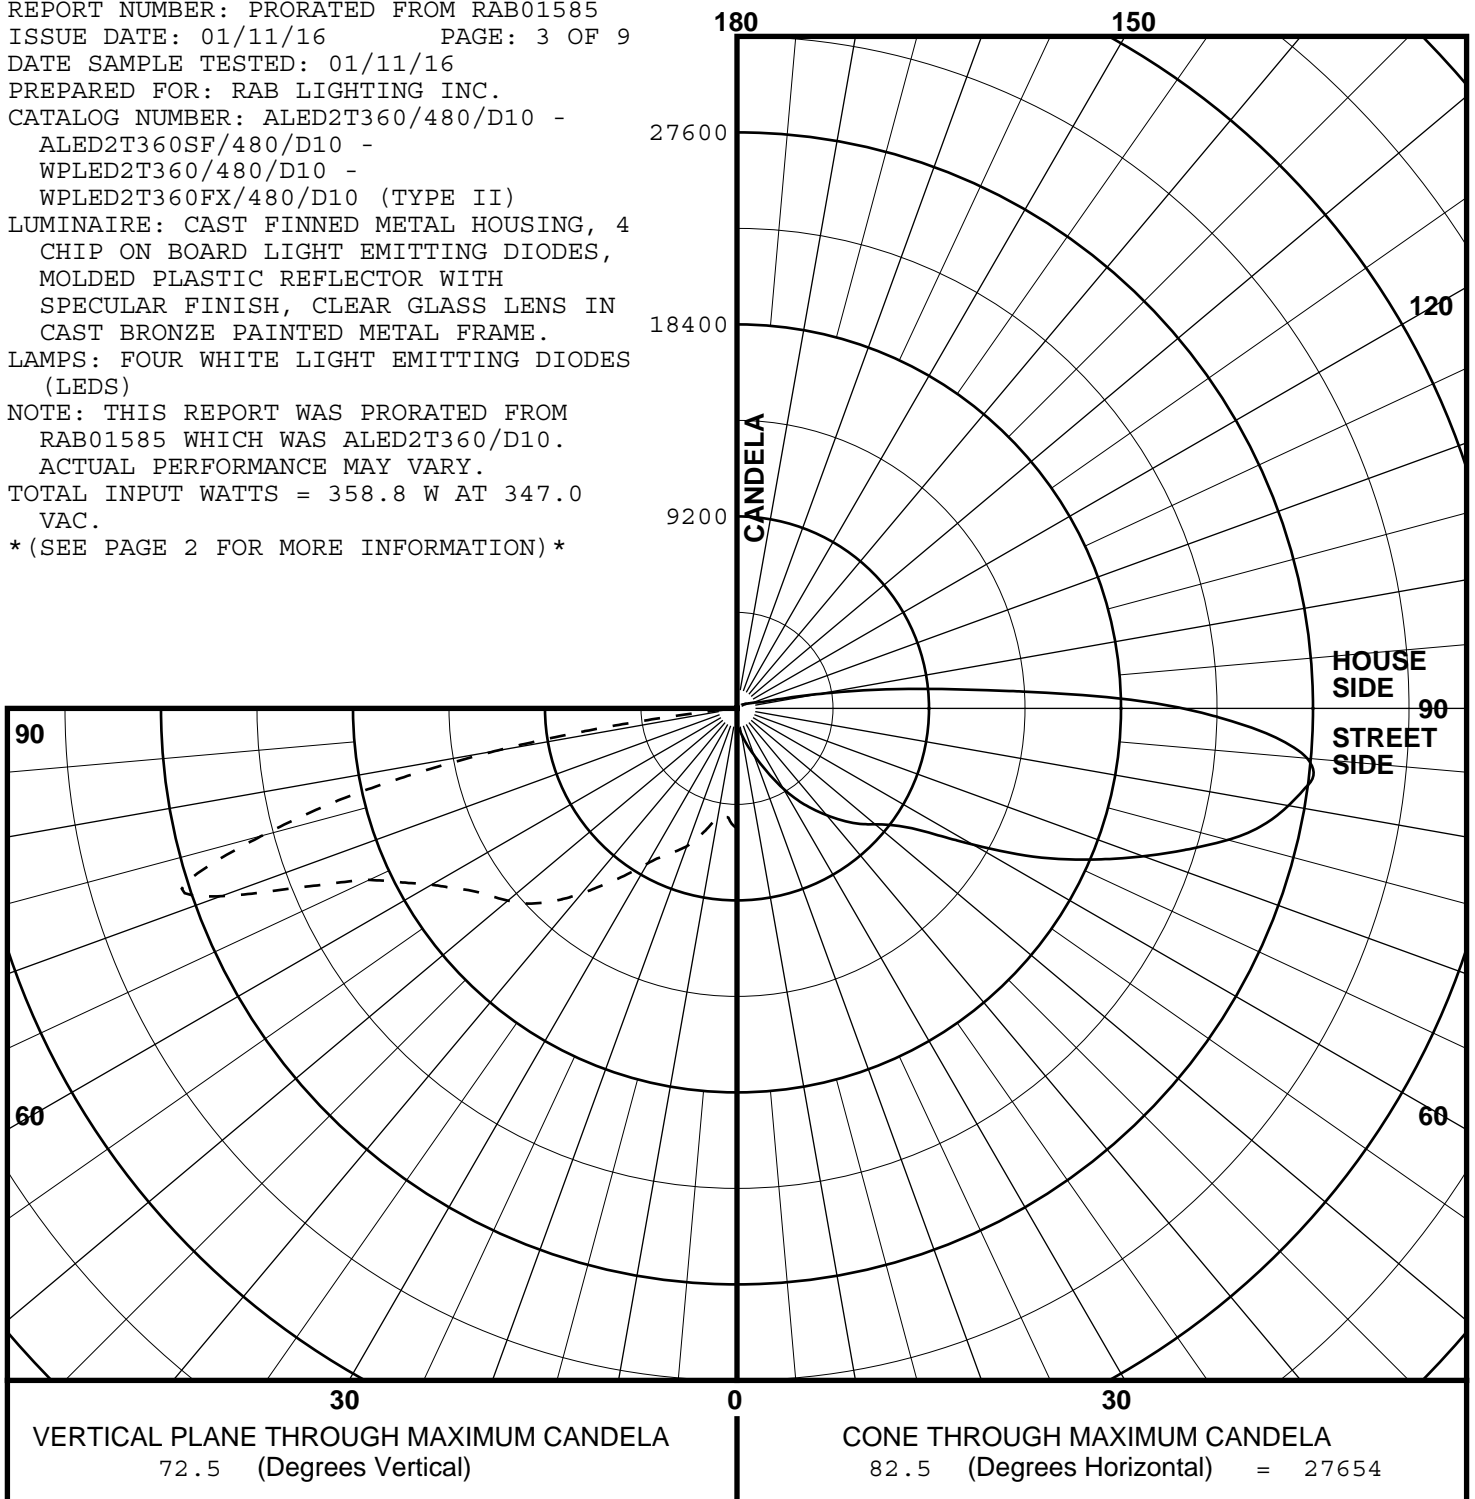 REPORT NUMBER: PRORATED FROM RAB01585
ISSUE DATE: 01/11/16 PAGE: 3 OF 9
DATE SAMPLE TESTED: 01/11/16
PREPARED FOR: RAB LIGHTING INC.
CATALOG NUMBER: ALED2T360/480/D10 -
ALED2T360SF/480/D10 -
WPLED2T360/480/D10 -
WPLED2T360FX/480/D10 (TYPE II)
LUMINAIRE: CAST FINNED METAL HOUSING, 4
CHIP ON BOARD LIGHT EMITTING DIODES,
MOLDED PLASTIC REFLECTOR WITH
SPECULAR FINISH, CLEAR GLASS LENS IN
CAST BRONZE PAINTED METAL FRAME.
LAMPS: FOUR WHITE LIGHT EMITTING DIODES
(LEDS)
NOTE: THIS REPORT WAS PRORATED FROM
RAB01585 WHICH WAS ALED2T360/D10.
ACTUAL PERFORMANCE MAY VARY.
TOTAL INPUT WATTS = 358.8 W AT 347.0
VAC.
*(SEE PAGE 2 FOR MORE INFORMATION)*
180
150
27600
120
18400
CANDELA
9200
HOUSE
SIDE
90
90
STREET
SIDE
60
60
30
0
30
VERTICAL PLANE THROUGH MAXIMUM CANDELA
72.5 (Degrees Vertical)
CONE THROUGH MAXIMUM CANDELA
82.5 (Degrees Horizontal) = 27654